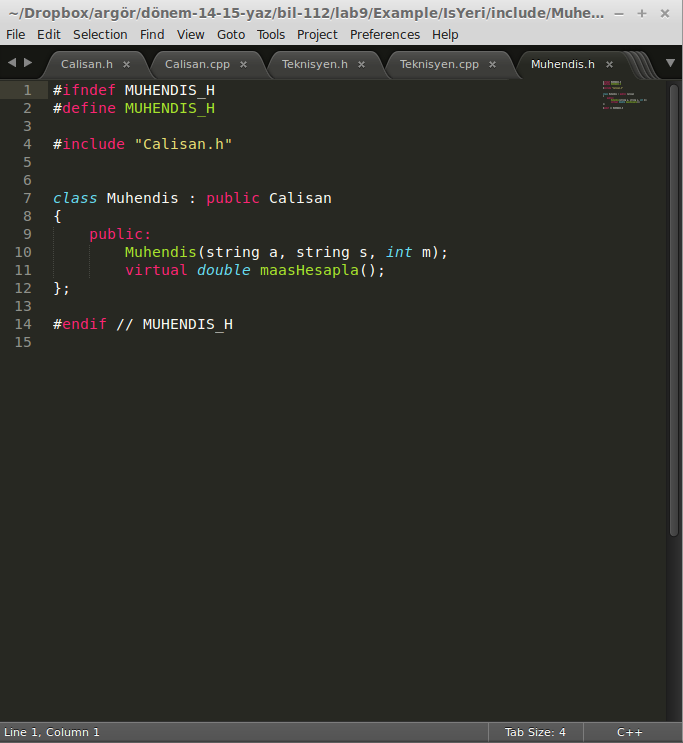 ~/Dropbox/argör/dönem-14-15-yaz/bil-112/lab9/Example/IsYeri/include/Muhe...
File Edit Selection Find View Goto Tools Project Preferences Help
Calisan.h Calisan.cpp Teknisyen.h Teknisyen.cpp Muhendis.h
1 #ifndef MUHENDIS_H
2 #define MUHENDIS_H
3
4 #include "Calisan.h"
5
6
7 class Muhendis : public Calisan
8 {
9 public:
10 Muhendis(string a, string s, int m);
11 virtual double maasHesapla();
12 };
13
14 #endif // MUHENDIS_H
15
Line 1, Column 1 Tab Size: 4 C++